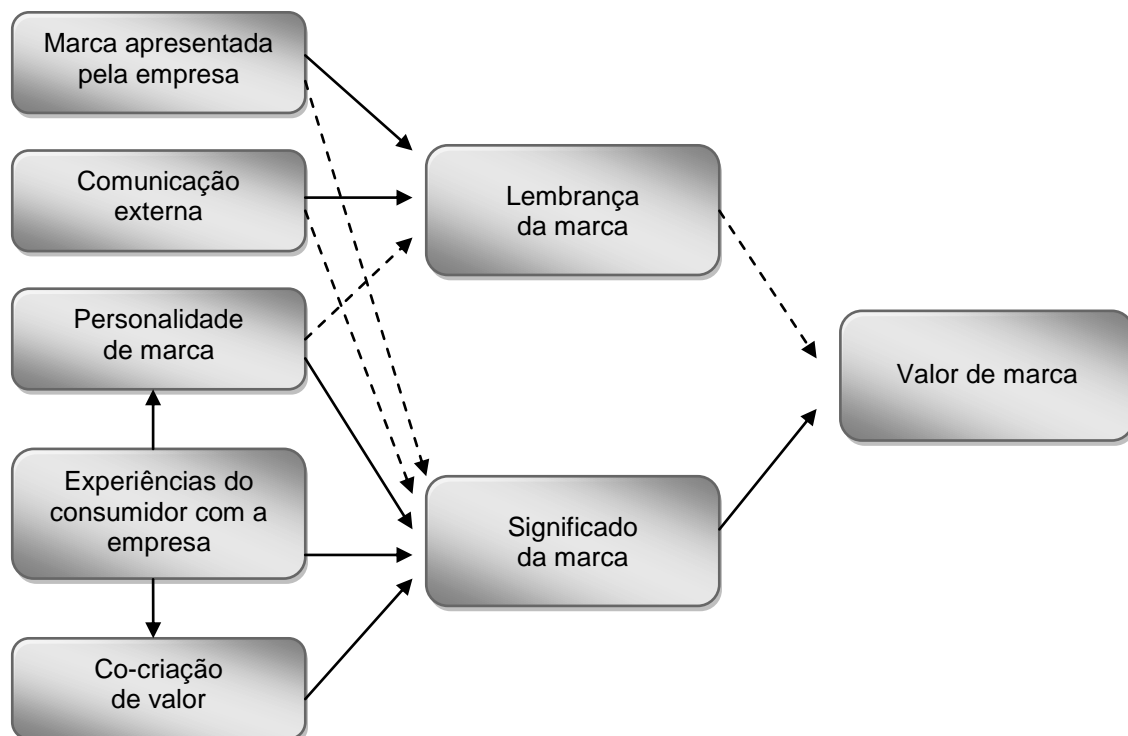 Marca apresentada
pela empresa
Comunicação
externa
Personalidade
de marca
Experiências do
consumidor com a
empresa
Co-criação
de valor
Lembrança
da marca
Significado
da marca
Valor de marca